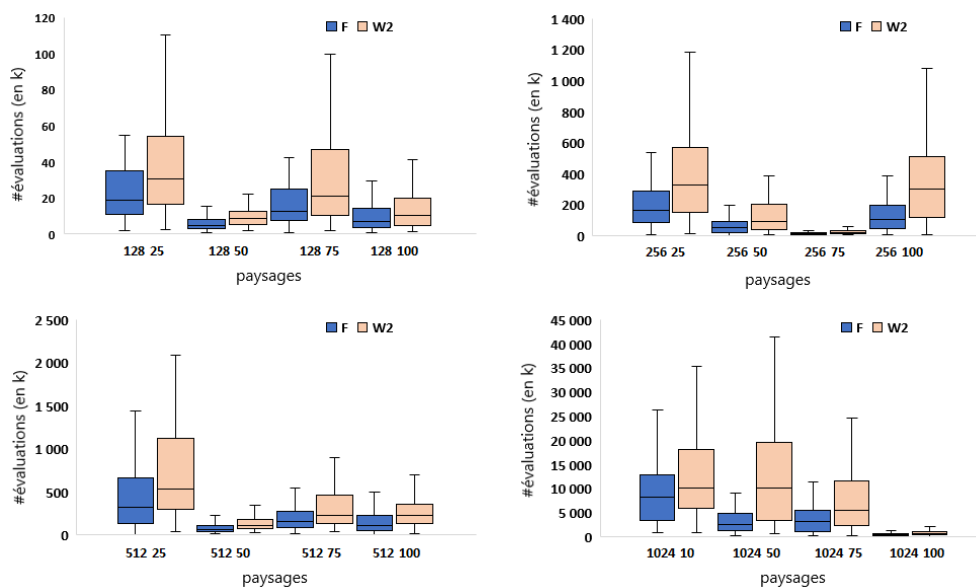 F W2
120
100
80
60
40
20
0
#évaluations (en k)
128 25 128 50 128 75 128 100
paysages
F W2
1 400
1 200
1 000
800
600
400
200
0
#évaluations (en k)
256 25 256 50 256 75 256 100
paysages
F W2
2 500
2 000
1 500
1 000
500
0
#évaluations (en k)
512 25 512 50 512 75 512 100
paysages
F W2
45 000
40 000
35 000
30 000
25 000
20 000
15 000
10 000
5 000
0
#évaluations (en k)
1024 10 1024 50 1024 75 1024 100
paysages